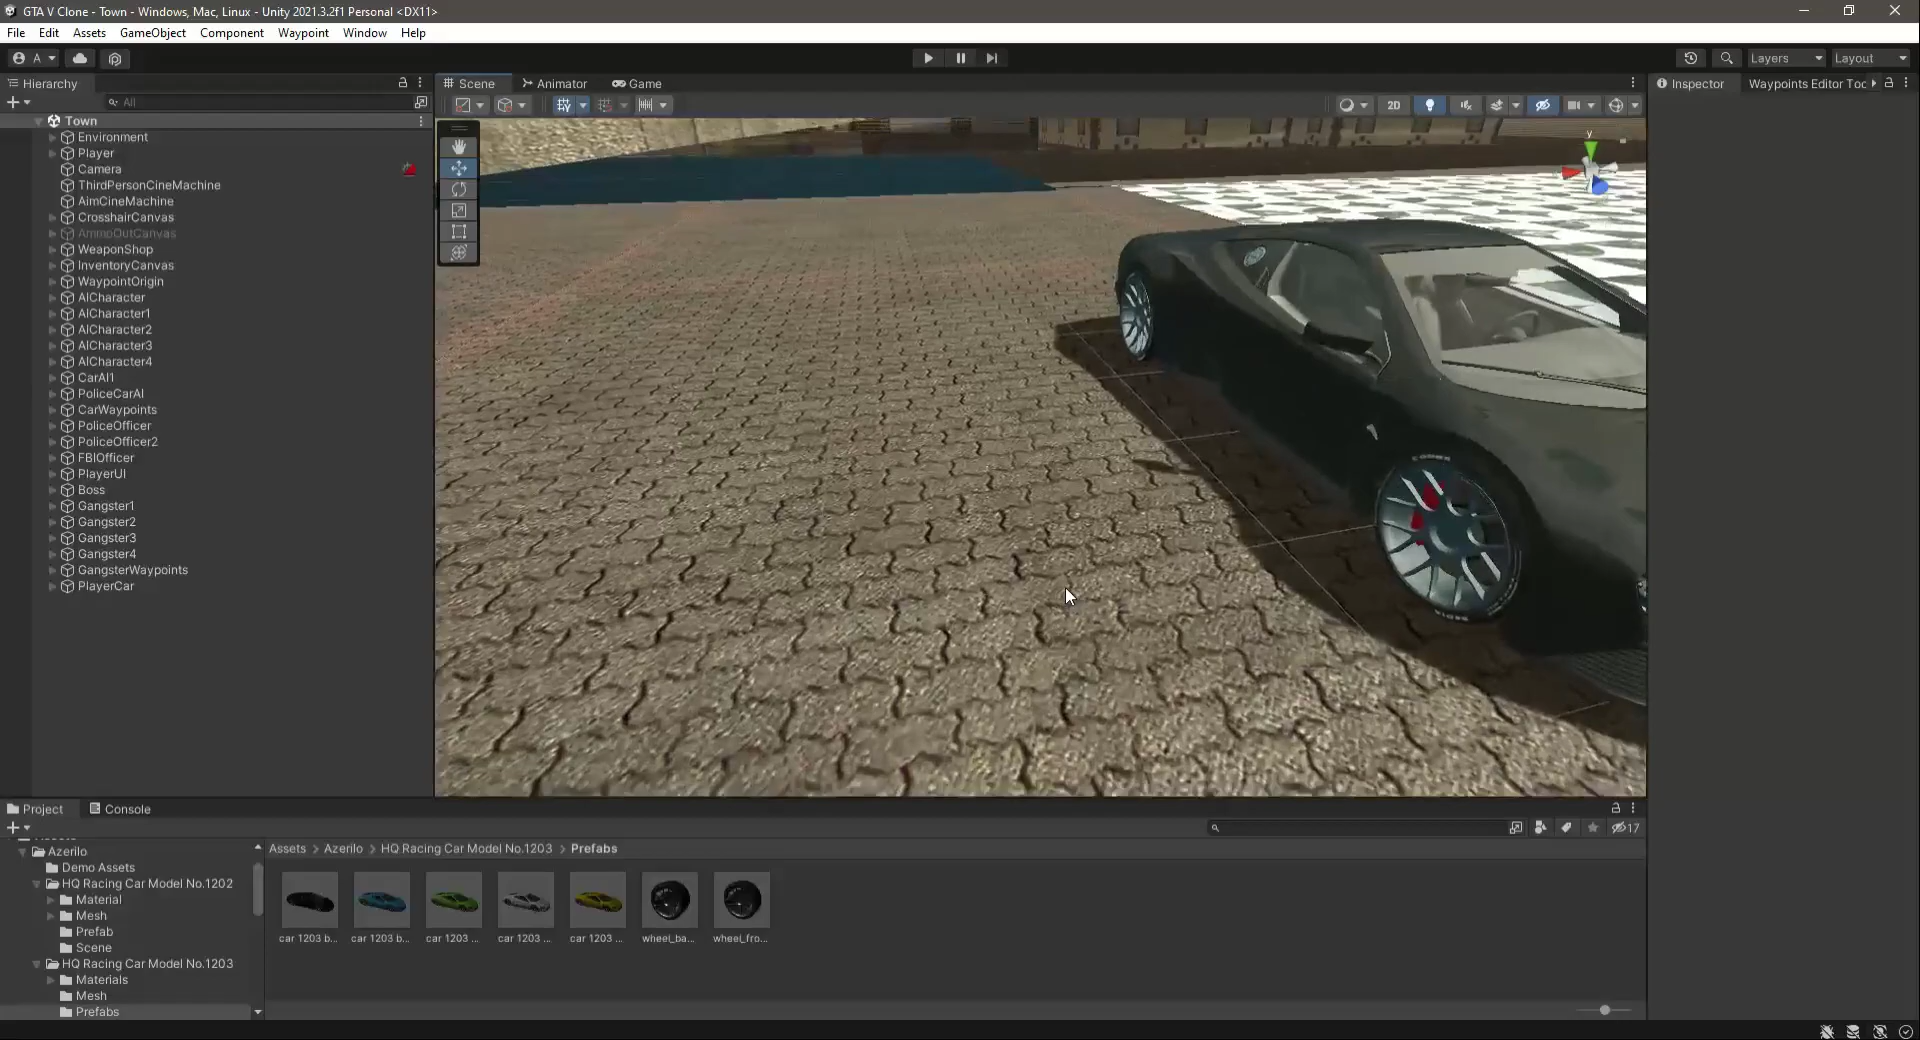 GTA V Clone - Town - Windows, Mac, Linux - Unity 2021.3.2f1 Personal <DX11>
File Edit Assets GameObject Component Waypoint Window Help
A
Layers
Layout
Hierarchy
All
Town
Environment
Player
Camera
ThirdPersonCineMachine
AimCineMachine
CrosshairCanvas
AmmoOutCanvas
WeaponShop
InventoryCanvas
WaypointOrigin
AICharacter
AICharacter1
AICharacter2
AICharacter3
AICharacter4
CarAI1
PoliceCarAI
CarWaypoints
PoliceOfficer
PoliceOfficer2
FBIOfficer
PlayerUI
Boss
Gangster1
Gangster2
Gangster3
Gangster4
GangsterWaypoints
PlayerCar
Scene
Animator
Game
2D
y
Inspector
Waypoints Editor Too
Project
Console
17
Azerilo
Demo Assets
HQ Racing Car Model No.1202
Material
Mesh
Prefab
Scene
HQ Racing Car Model No.1203
Materials
Mesh
Prefabs
Assets > Azerilo > HQ Racing Car Model No.1203 > Prefabs
car 1203 b...
car 1203 b...
car 1203 ...
car 1203 ...
car 1203 ...
wheel_ba...
wheel_fro...